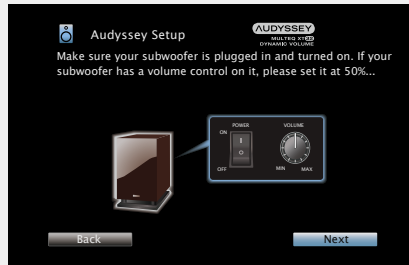 Audyssey Setup
AUDYSSEY
MULTEQ XT32
DYNAMIC VOLUME
Make sure your subwoofer is plugged in and turned on. If your
subwoofer has a volume control on it, please set it at 50%...
POWER
VOLUME
ON
OFF
MIN
MAX
Back
Next